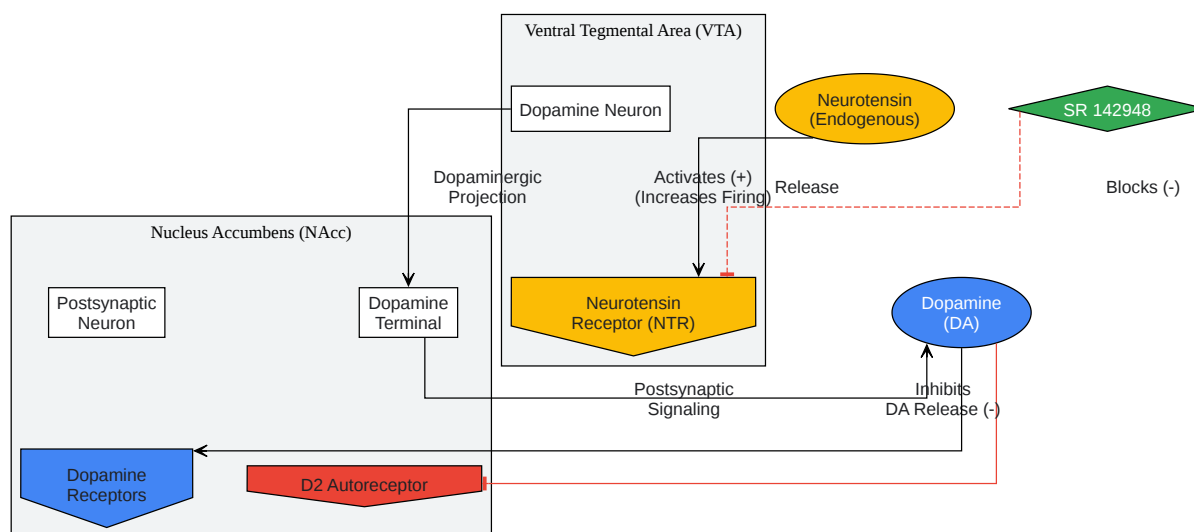 Ventral Tegmental Area (VTA)
Dopamine Neuron
Neurotensin
(Endogenous)
SR 142948
Dopaminergic
Projection
Activates (+)
(Increases Firing)
Release
Blocks (-)
Nucleus Accumbens (NAcc)
Postsynaptic
Neuron
Dopamine
Terminal
Neurotensin
Receptor (NTR)
Dopamine
(DA)
Postsynaptic
Signaling
Inhibits
DA Release (-)
Dopamine
Receptors
D2 Autoreceptor